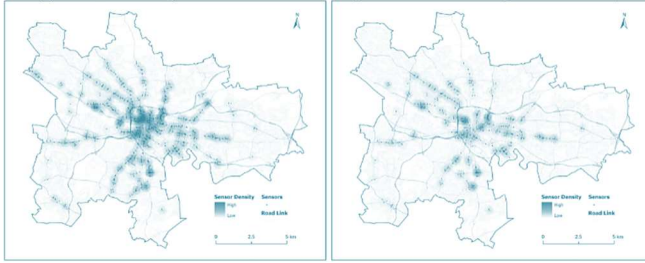 N
Sensor Density Sensors
High
Low
Road Link
0 2.5 5 km
N
Sensor Density Sensors
High
Low
Road Link
0 2.5 5 km